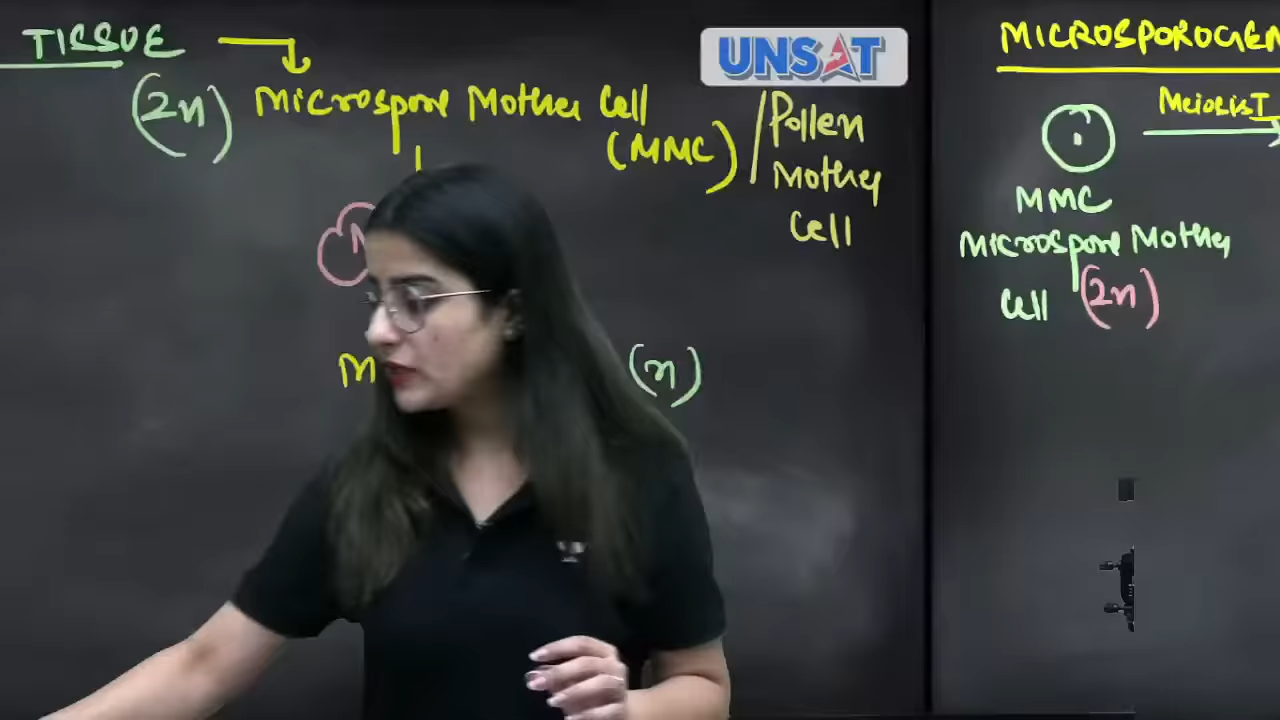 TISSUE
(2n) Microspore Mother Cell
(MMC)
/ Pollen
Mother
Cell
M
M
(n)
UNSAT
MICROSPOROGEN
Meiosis I
MMC
Microspore Mother
Cell (2n)